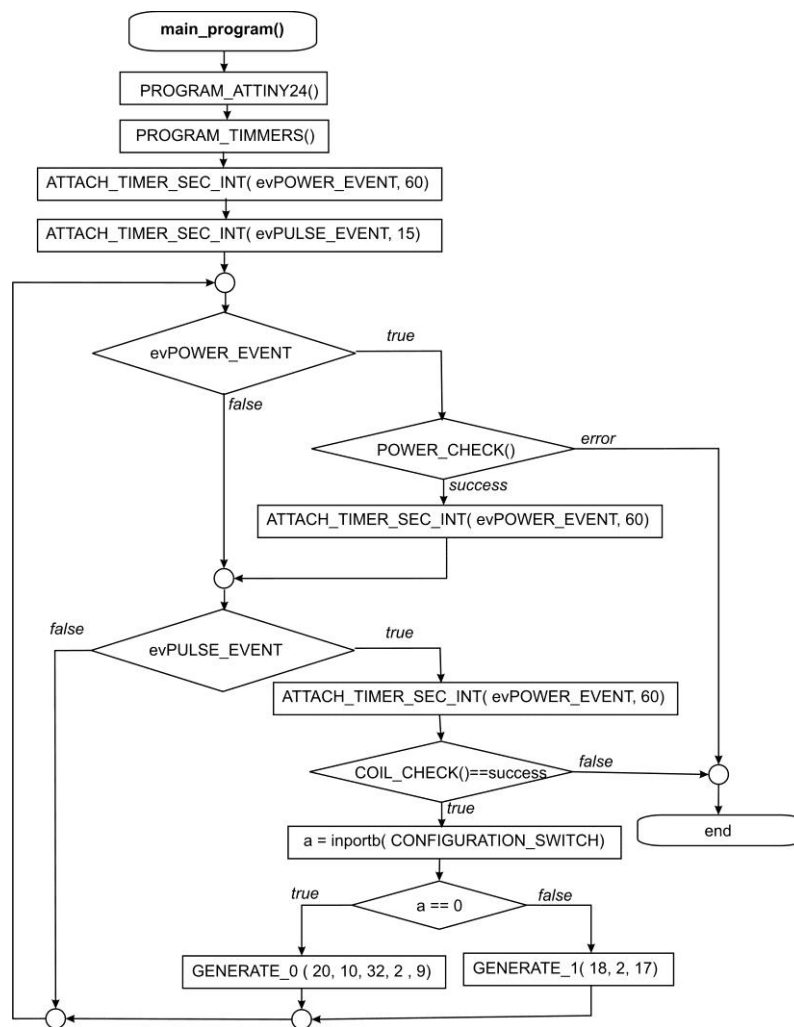 main_program()
PROGRAM_ATTINY24()
PROGRAM_TIMMERS()
ATTACH_TIMER_SEC_INT( evPOWER_EVENT, 60)
ATTACH_TIMER_SEC_INT( evPULSE_EVENT, 15)
evPOWER_EVENT
true
false
POWER_CHECK()
error
success
ATTACH_TIMER_SEC_INT( evPOWER_EVENT, 60)
evPULSE_EVENT
false
true
ATTACH_TIMER_SEC_INT( evPOWER_EVENT, 60)
COIL_CHECK()==success
false
true
end
a = inportb( CONFIGURATION_SWITCH)
a == 0
true
false
GENERATE_0 ( 20, 10, 32, 2 , 9)
GENERATE_1( 18, 2, 17)